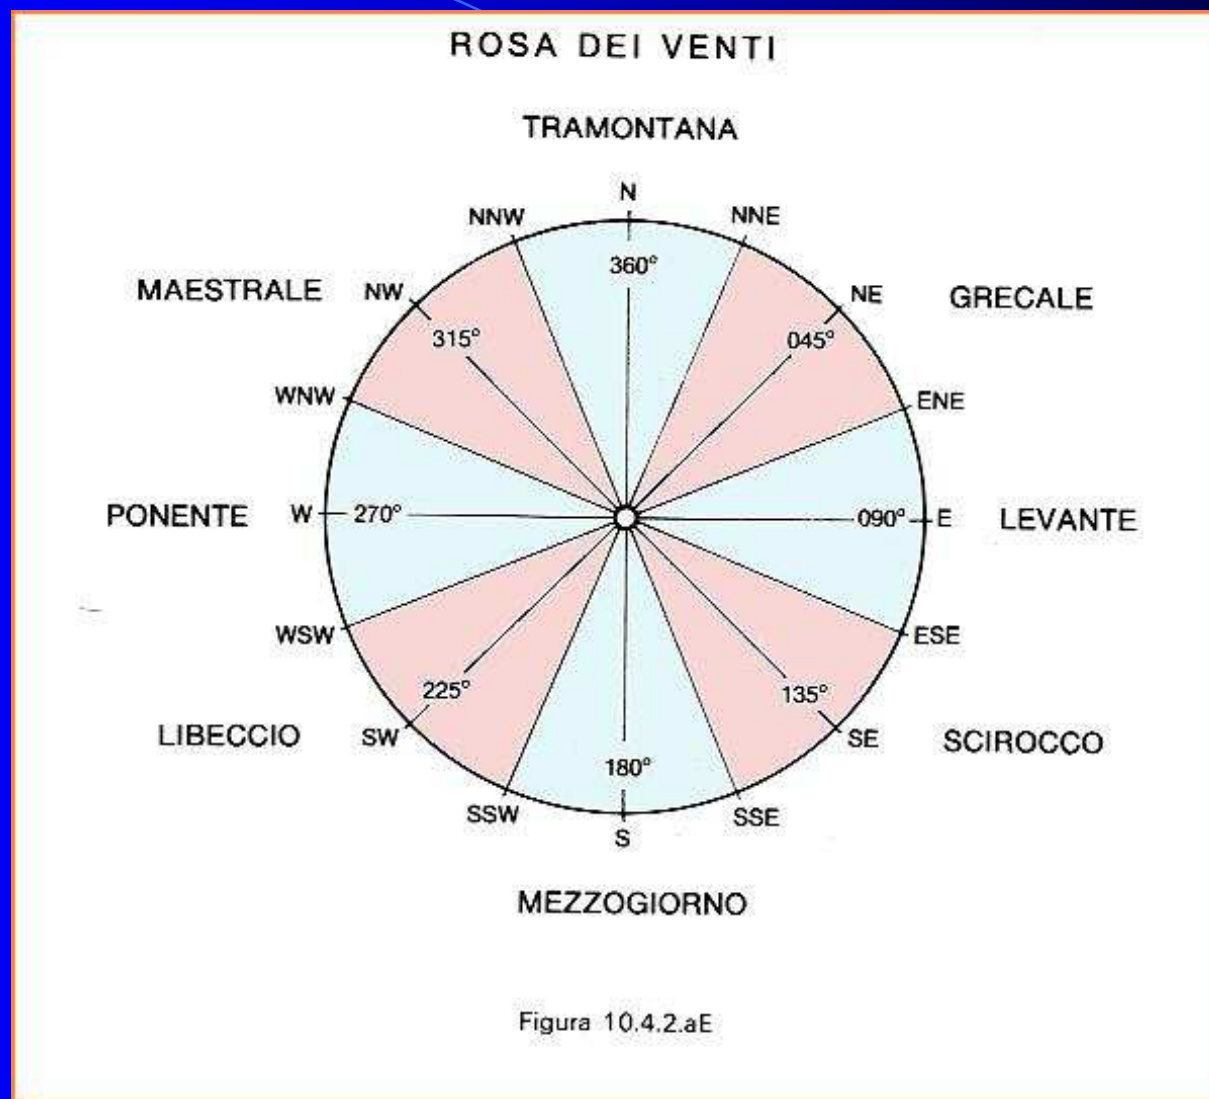 ROSA DEI VENTI
TRAMONTANA
N
NNW
NNE
360°
MAESTRALE
NW
NE
GRECALE
315°
045°
WNW
ENE
PONENTE
W
270°
090°
E
LEVANTE
WSW
ESE
225°
135°
LIBECCIO
SW
SE
SCIROCCO
180°
SSW
SSE
S
MEZZOGIORNO
Figura 10.4.2.aE